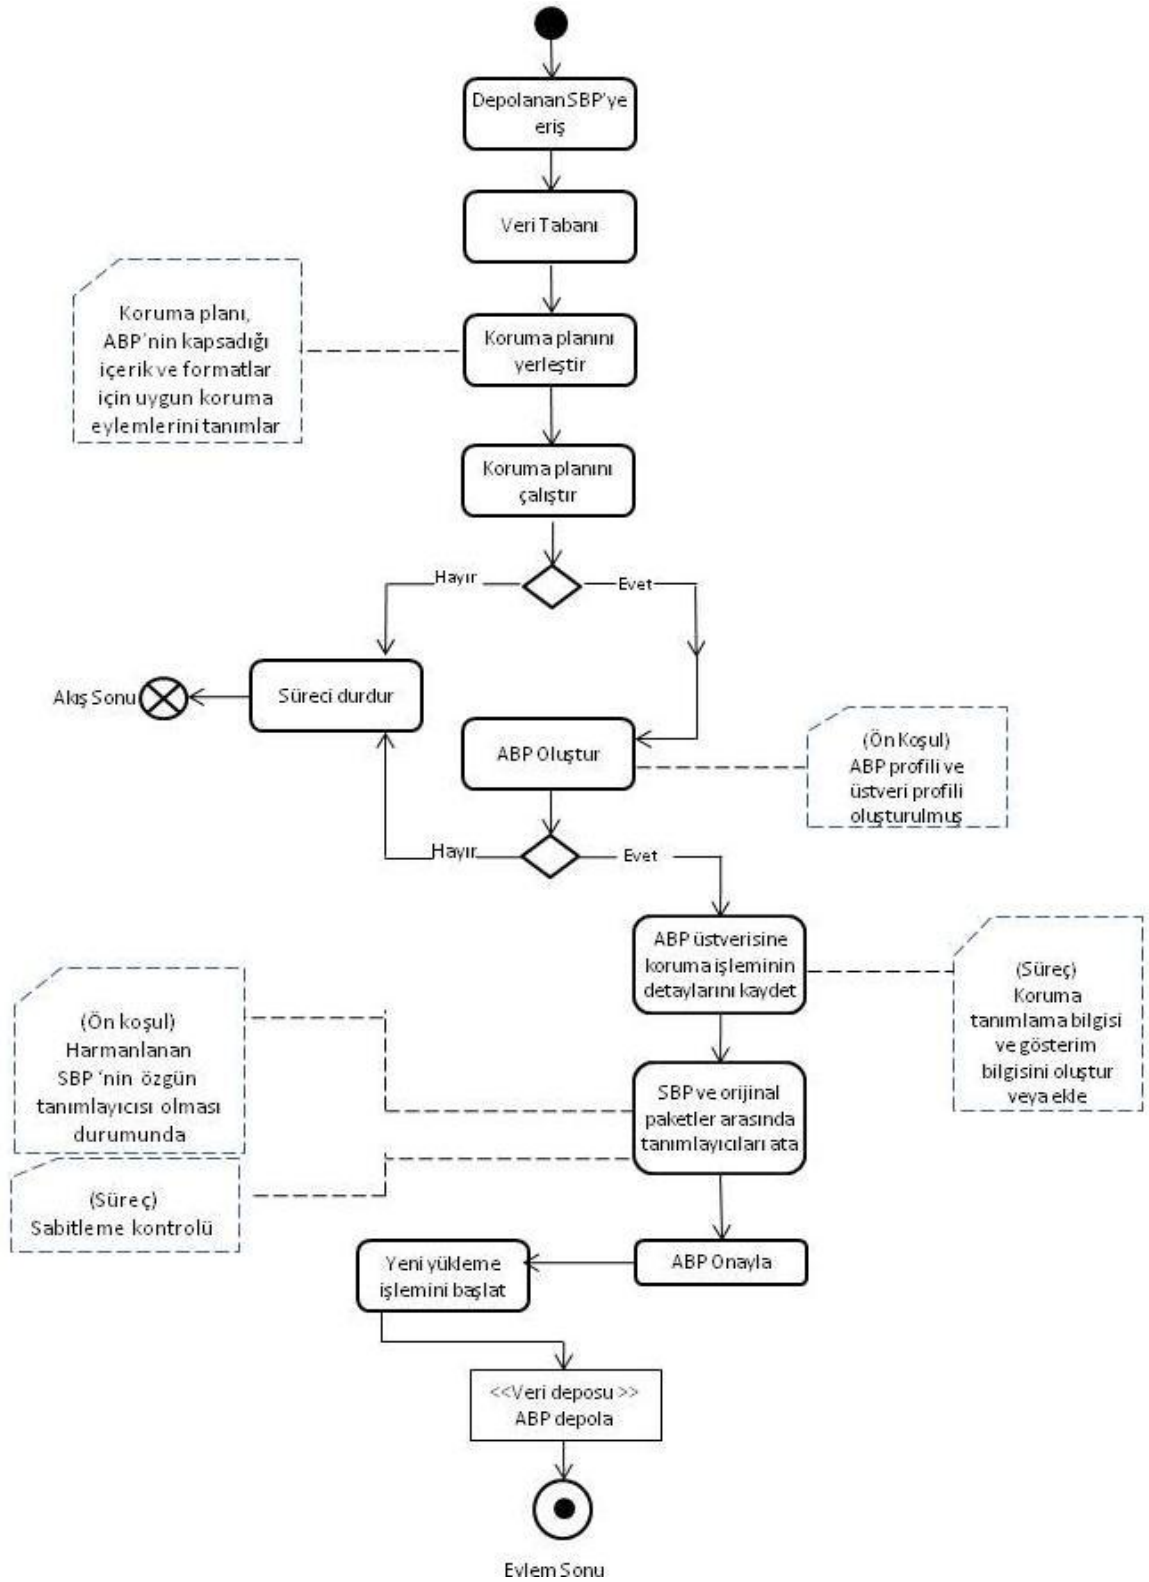 Depolanan SBP'ye
eriş
Veri Tabanı
Koruma planı,
ABP'nin kapsadığı
içerik ve formatlar
için uygun koruma
eylemlerini tanımlar
Koruma planını
yerleştir
Koruma planını
çalıştır
Hayır
Evet
Akış Sonu
Süreci durdur
ABP Oluştur
(Ön Koşul)
ABP profili ve
üstveri profili
oluşturulmuş
Hayır
Evet
ABP üstverisine
koruma işleminin
detaylarını kaydet
(Süreç)
Koruma
tanımlama bilgisi
ve gösterim
bilgisini oluştur
veya ekle
(Ön koşul)
Harmanlanan
SBP 'nin özgün
tanımlayıcısı olması
durumunda
SBP ve orijinal
paketler arasında
tanımlayıcıları ata
(Süreç)
Sabitleme kontrolü
ABP Onayla
Yeni yükleme
işlemini başlat
<<Veri deposu >>
ABP depola
Eylem Sonu